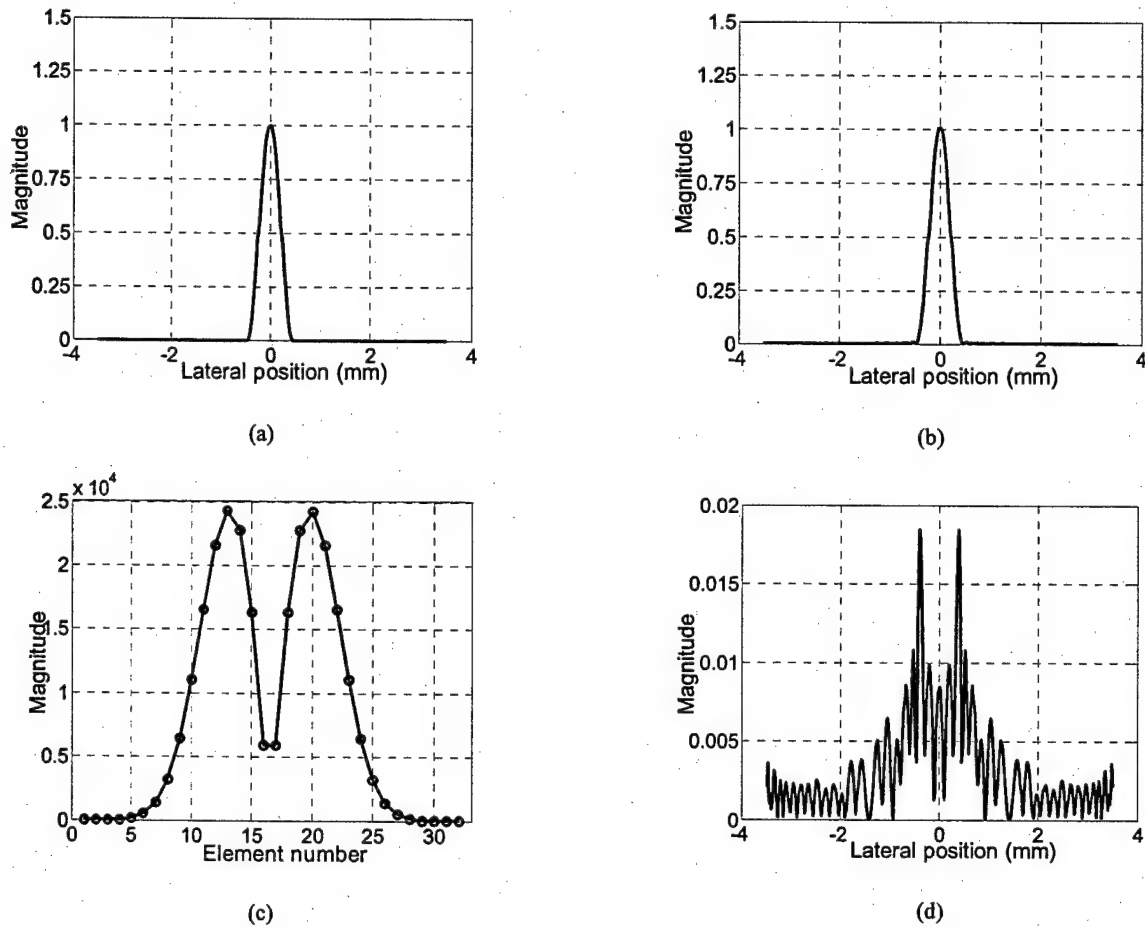 1.5
1.25
1
0.75
0.5
0.25
0
Magnitude
-4 -2 0 2 4
Lateral position (mm)
(a)
1.5
1.25
1
0.75
0.5
0.25
0
Magnitude
-4 -2 0 2 4
Lateral position (mm)
(b)
x 10^4
2.5
2
1.5
1
0.5
0
Magnitude
0 5 10 15 20 25 30
Element number
(c)
0.02
0.015
0.01
0.005
0
Magnitude
-4 -2 0 2 4
Lateral position (mm)
(d)